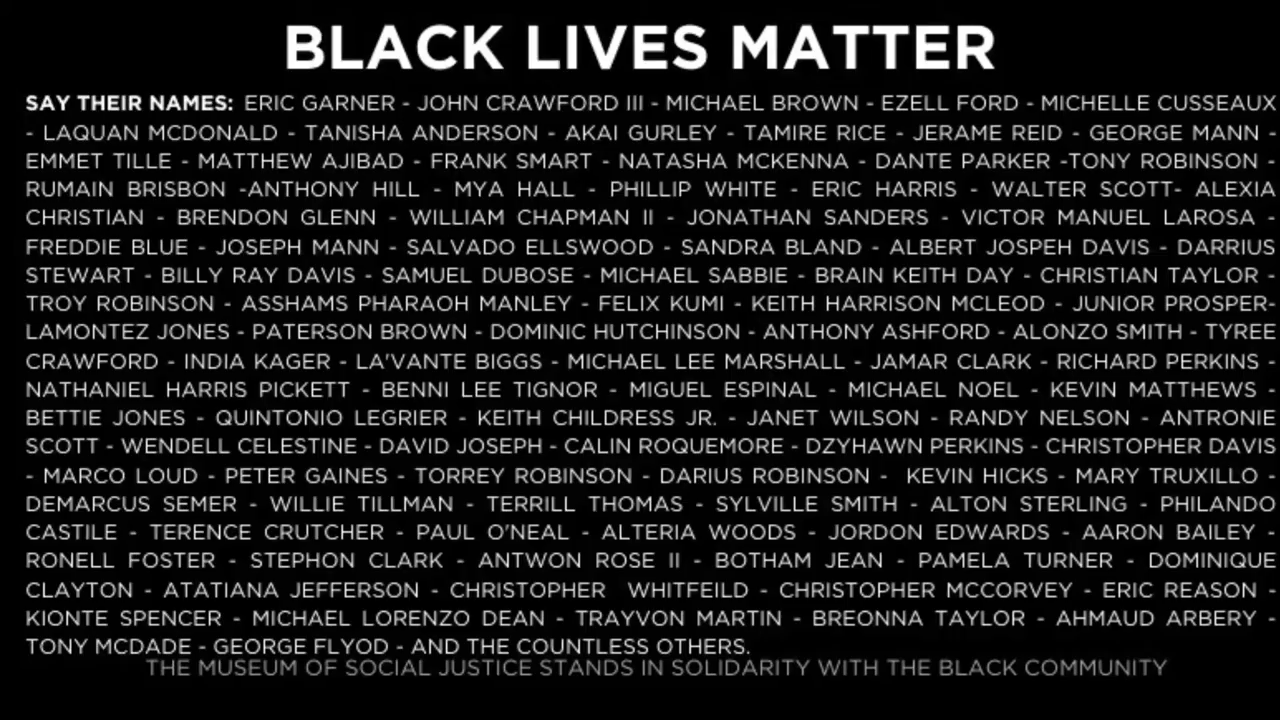 BLACK LIVES MATTER
SAY THEIR NAMES: ERIC GARNER - JOHN CRAWFORD III - MICHAEL BROWN - EZELL FORD - MICHELLE CUSSEAUX
- LAQUAN MCDONALD - TANISHA ANDERSON - AKAI GURLEY - TAMIRE RICE - JERAME REID - GEORGE MANN -
EMMET TILLE - MATTHEW AJIBAD - FRANK SMART - NATASHA MCKENNA - DANTE PARKER -TONY ROBINSON -
RUMAIN BRISBON -ANTHONY HILL - MYA HALL - PHILLIP WHITE - ERIC HARRIS - WALTER SCOTT- ALEXIA
CHRISTIAN - BRENDON GLENN - WILLIAM CHAPMAN II - JONATHAN SANDERS - VICTOR MANUEL LAROSA -
FREDDIE BLUE - JOSEPH MANN - SALVADO ELLSWOOD - SANDRA BLAND - ALBERT JOSPEH DAVIS - DARRIUS
STEWART - BILLY RAY DAVIS - SAMUEL DUBOSE - MICHAEL SABBIE - BRAIN KEITH DAY - CHRISTIAN TAYLOR -
TROY ROBINSON - ASSHAMS PHARAOH MANLEY - FELIX KUMI - KEITH HARRISON MCLEOD - JUNIOR PROSPER-
LAMONTEZ JONES - PATERSON BROWN - DOMINIC HUTCHINSON - ANTHONY ASHFORD - ALONZO SMITH - TYREE
CRAWFORD - INDIA KAGER - LA'VANTE BIGGS - MICHAEL LEE MARSHALL - JAMAR CLARK - RICHARD PERKINS -
NATHANIEL HARRIS PICKETT - BENNI LEE TIGNOR - MIGUEL ESPINAL - MICHAEL NOEL - KEVIN MATTHEWS -
BETTIE JONES - QUINTONIO LEGRIER - KEITH CHILDRESS JR. - JANET WILSON - RANDY NELSON - ANTRONIE
SCOTT - WENDELL CELESTINE - DAVID JOSEPH - CALIN ROQUEMORE - DZYHAWN PERKINS - CHRISTOPHER DAVIS
- MARCO LOUD - PETER GAINES - TORREY ROBINSON - DARIUS ROBINSON - KEVIN HICKS - MARY TRUXILLO -
DEMARCUS SEMER - WILLIE TILLMAN - TERRILL THOMAS - SYLVILLE SMITH - ALTON STERLING - PHILANDO
CASTILE - TERENCE CRUTCHER - PAUL O'NEAL - ALTERIA WOODS - JORDON EDWARDS - AARON BAILEY -
RONELL FOSTER - STEPHON CLARK - ANTWON ROSE II - BOTHAM JEAN - PAMELA TURNER - DOMINIQUE
CLAYTON - ATATIANA JEFFERSON - CHRISTOPHER WHITFEILD - CHRISTOPHER MCCORVEY - ERIC REASON -
KIONTE SPENCER - MICHAEL LORENZO DEAN - TRAYVON MARTIN - BREONNA TAYLOR - AHMAUD ARBERY -
TONY MCDADE - GEORGE FLYOD - AND THE COUNTLESS OTHERS.
THE MUSEUM OF SOCIAL JUSTICE STANDS IN SOLIDARITY WITH THE BLACK COMMUNITY